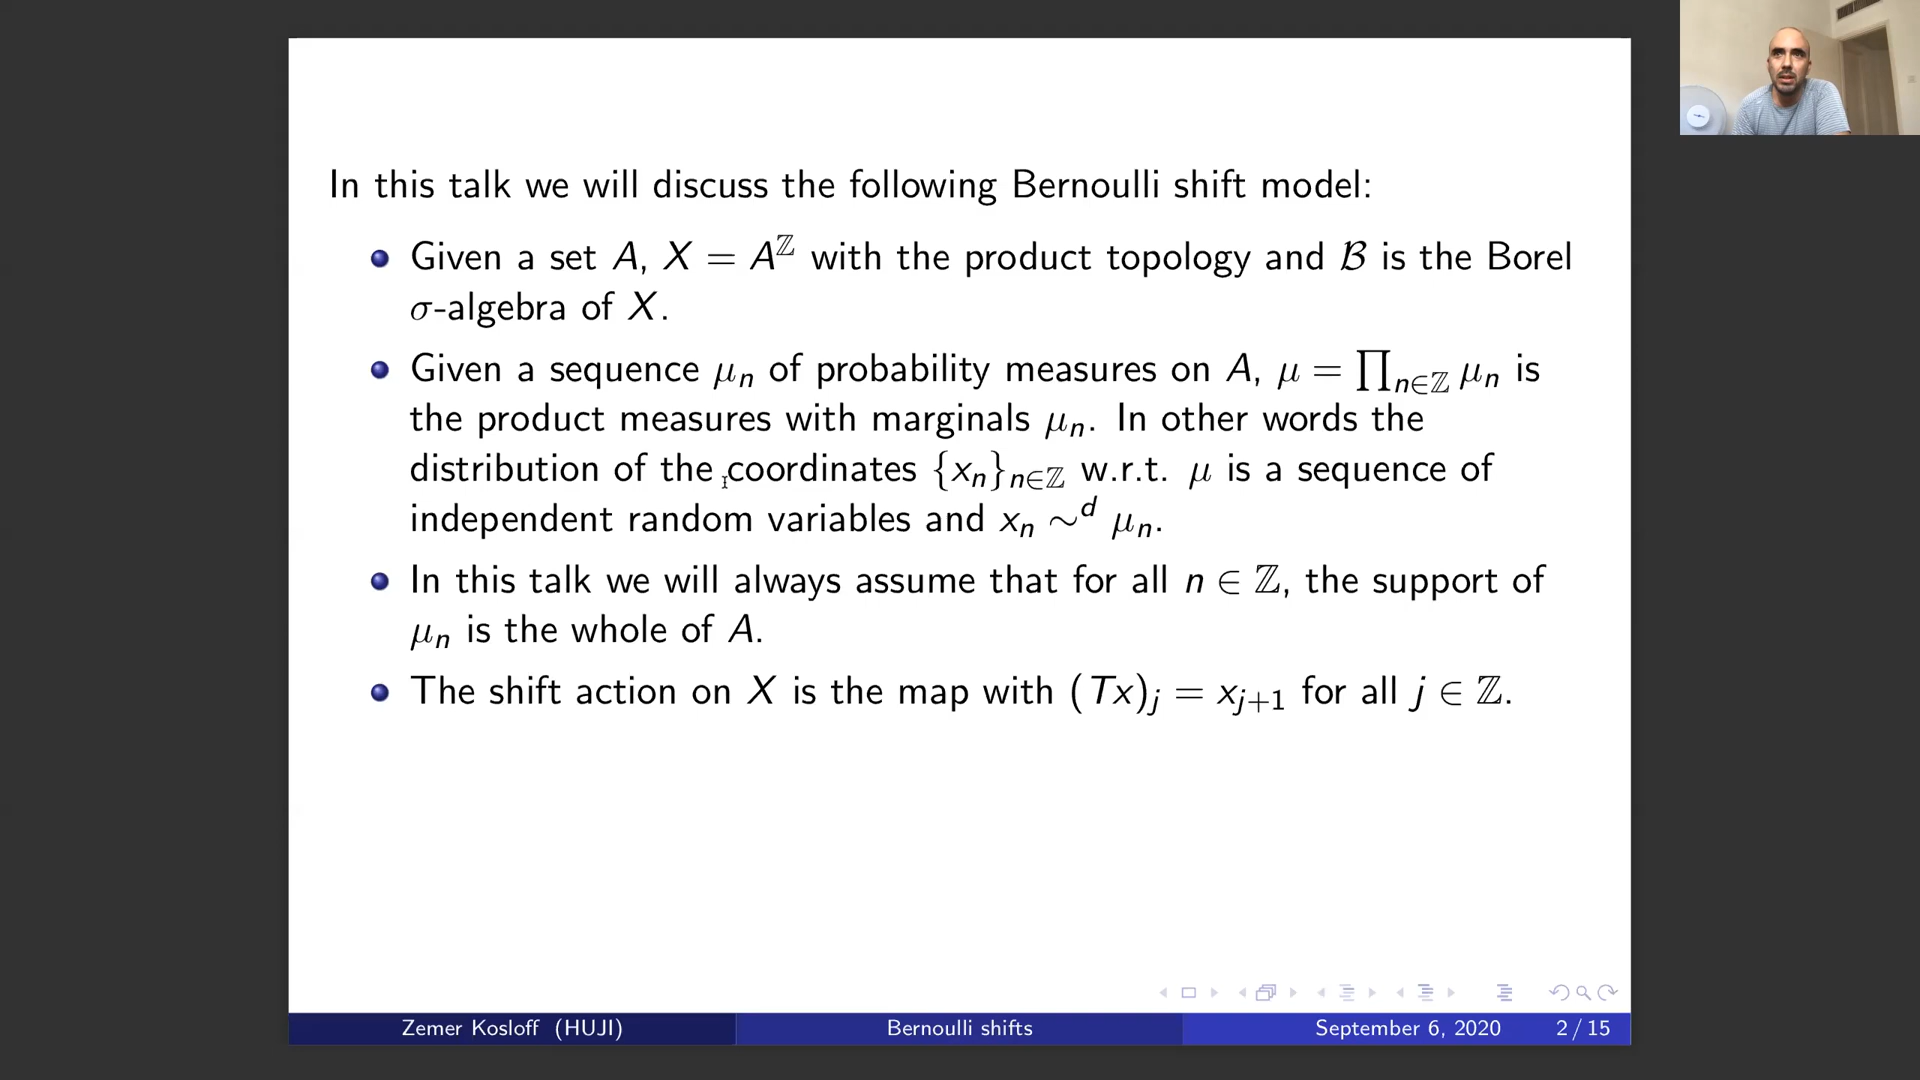 In this talk we will discuss the following Bernoulli shift model:
Given a set A, X = A^ℤ with the product topology and ℬ is the Borel
σ-algebra of X.
Given a sequence μ_n of probability measures on A, μ = ∏_{n∈ℤ} μ_n is
the product measures with marginals μ_n. In other words the
distribution of the coordinates {x_n}_{n∈ℤ} w.r.t. μ is a sequence of
independent random variables and x_n ∼^d μ_n.
In this talk we will always assume that for all n ∈ ℤ, the support of
μ_n is the whole of A.
The shift action on X is the map with (Tx)_j = x_{j+1} for all j ∈ ℤ.
Zemer Kosloff (HUJI) Bernoulli shifts September 6, 2020 2 / 15